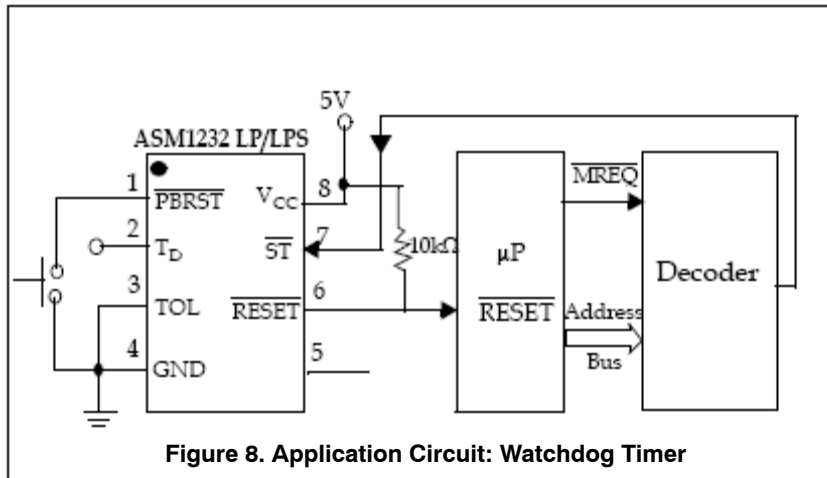 5V
ASM1232 LP/LPS
1
PBRST
VCC
8
MREQ
2
TD
ST
7
10kΩ
µP
Decoder
3
TOL
RESET
6
RESET
Address
4
GND
5
Bus
Figure 8. Application Circuit: Watchdog Timer